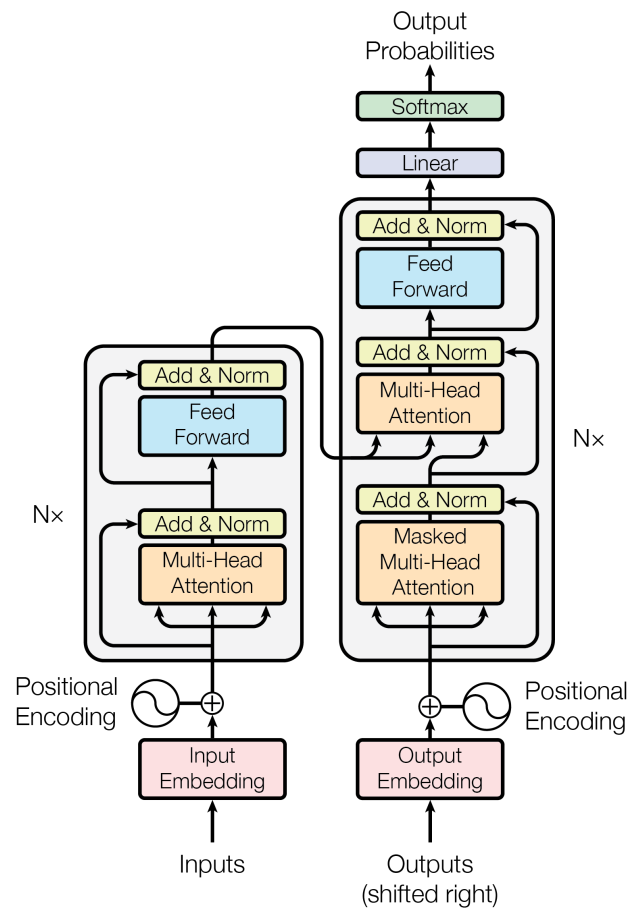 Output
Probabilities
Softmax
Linear
Add & Norm
Feed
Forward
Add & Norm
Multi-Head
Attention
Add & Norm
Masked
Multi-Head
Attention
N×
Add & Norm
Feed
Forward
Add & Norm
Multi-Head
Attention
N×
Positional
Encoding
Input
Embedding
Inputs
Positional
Encoding
Output
Embedding
Outputs
(shifted right)